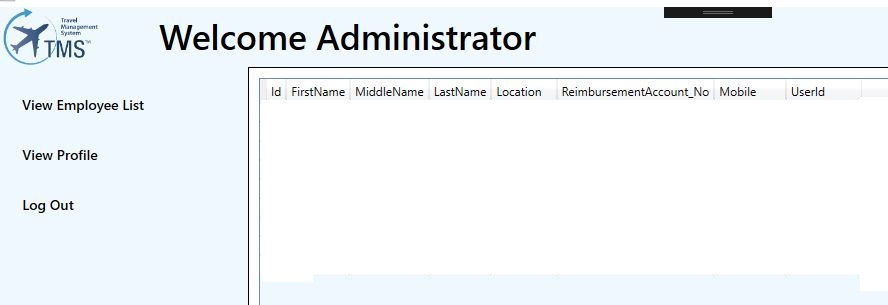 Travel
Management
System
TMS™
Welcome Administrator
View Employee List
View Profile
Log Out
Id FirstName MiddleName LastName Location ReimbursementAccount_No Mobile UserId